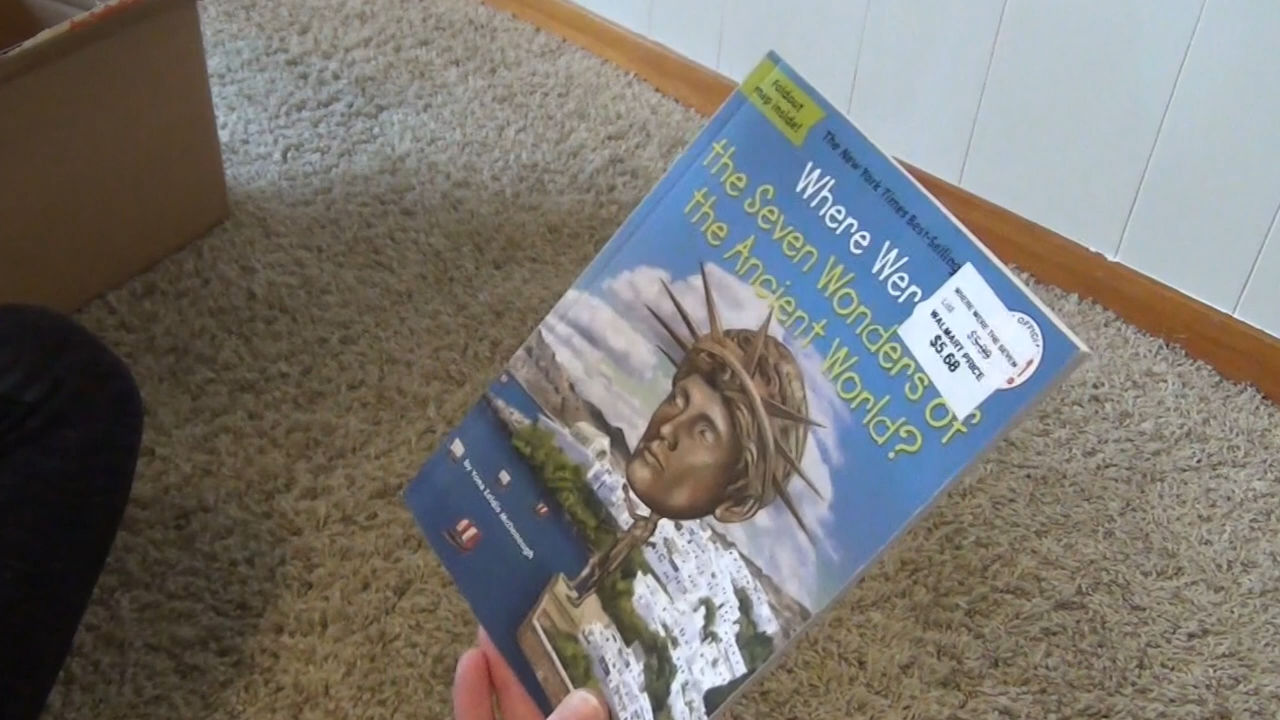 Foldout
map inside!
The New York Times Best-Selling
Where Wer
the Seven Wonders of
the Ancient World?
WHERE WERE THE SEVEN
List $5.99
WALMART PRICE
$5.68
OFFICIAL
by Yona Zeldis McDonough